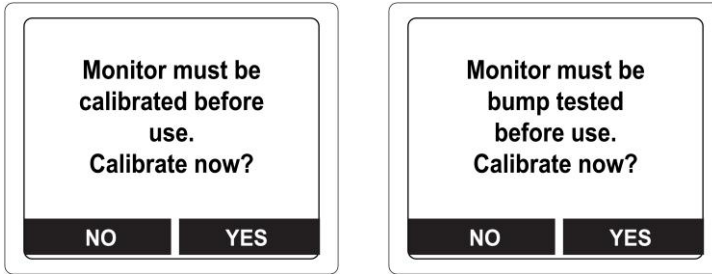 Monitor must be
calibrated before
use.
Calibrate now?
NO YES
Monitor must be
bump tested
before use.
Calibrate now?
NO YES